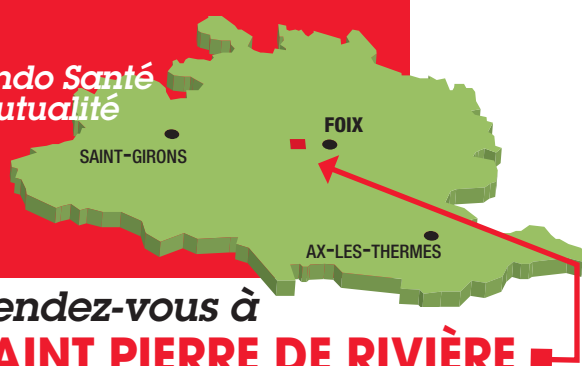 ndo Santé
utualité
FOIX
SAINT-GIRONS
AX-LES-THERMES
endez-vous à
AINT PIERRE DE RIVIÈRE